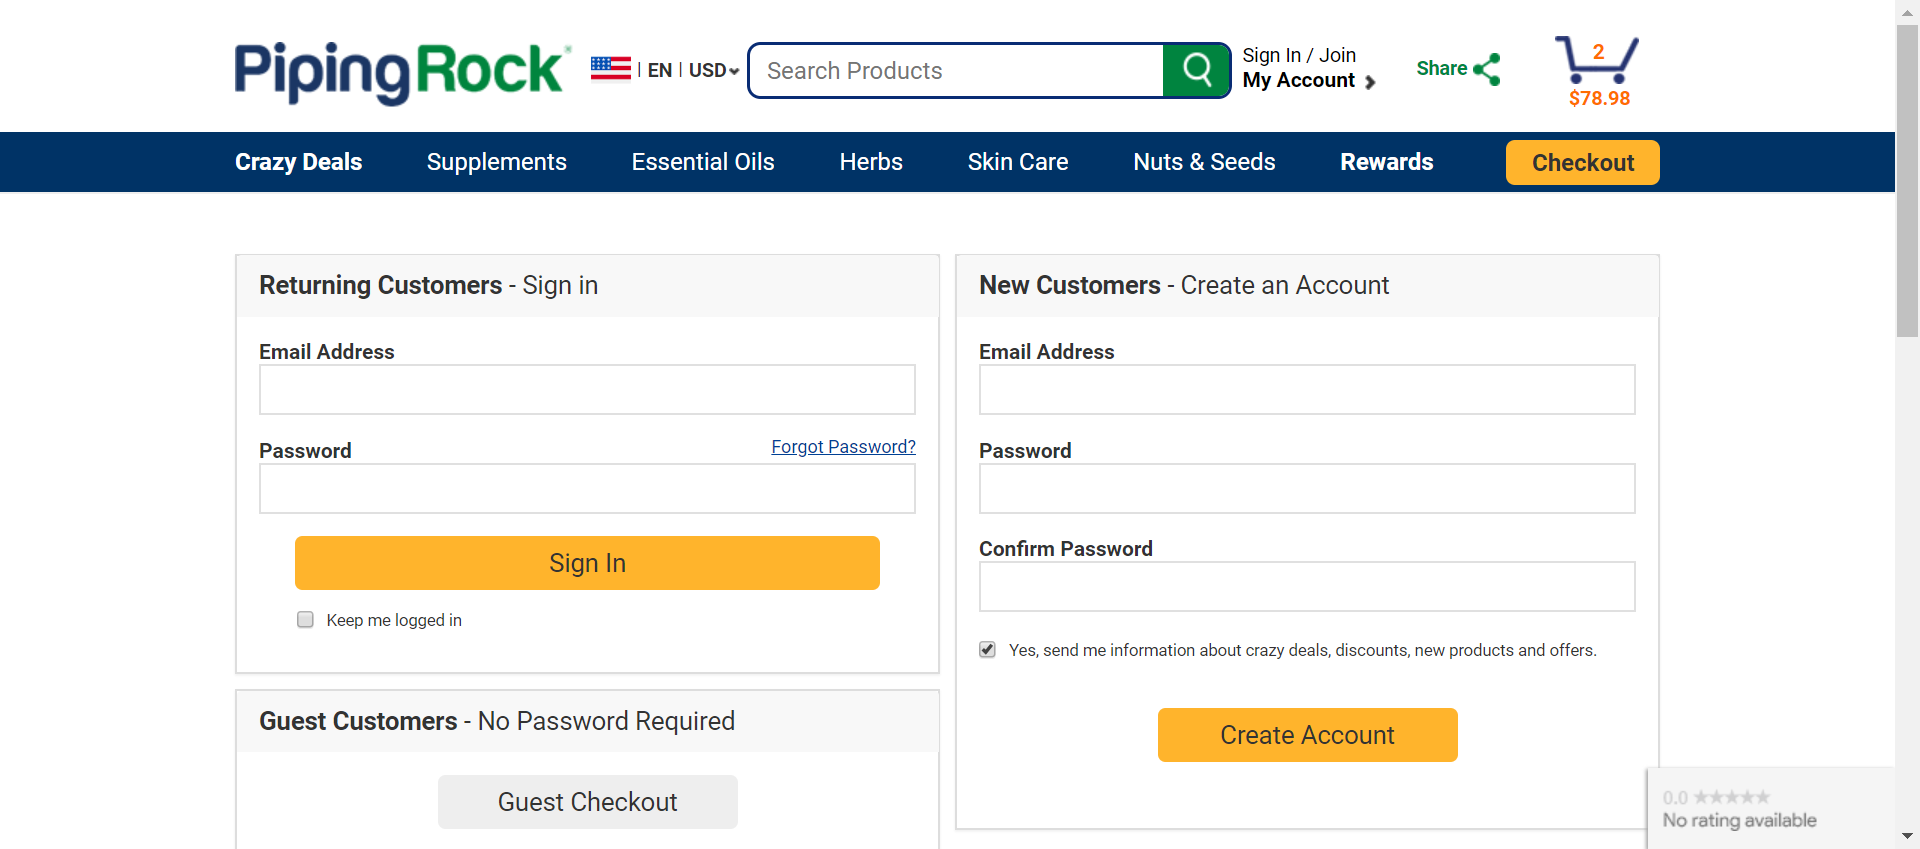 PipingRock®
| EN | USD
Search Products
Sign In / Join
My Account
Share
2
$78.98
Crazy Deals
Supplements
Essential Oils
Herbs
Skin Care
Nuts & Seeds
Rewards
Checkout
Returning Customers - Sign in
Email Address
Password
Forgot Password?
Sign In
Keep me logged in
Guest Customers - No Password Required
Guest Checkout
New Customers - Create an Account
Email Address
Password
Confirm Password
Yes, send me information about crazy deals, discounts, new products and offers.
Create Account
0.0 ★★★★★
No rating available